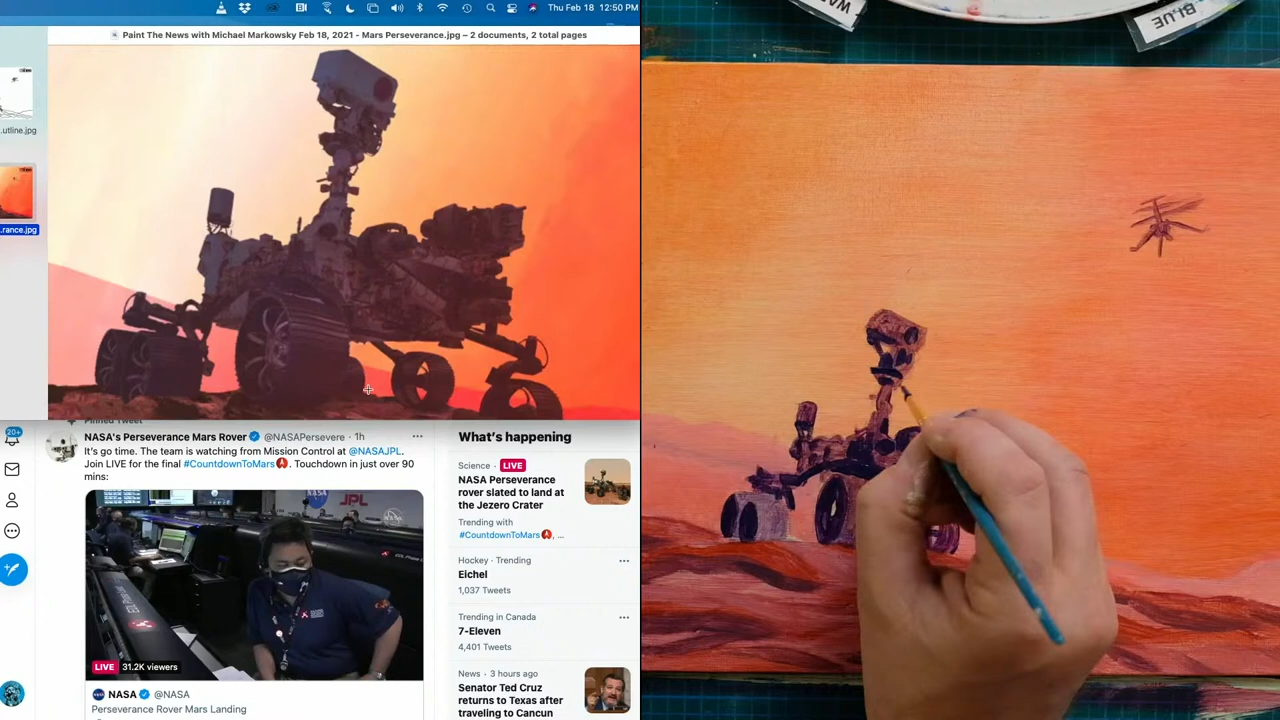 Thu Feb 18 12:50 PM
Paint The News with Michael Markowsky Feb 18, 2021 - Mars Perseverance.jpg – 2 documents, 2 total pages
...utline.jpg
...rance.jpg
BLUE
Pinned Tweet
20+
NASA's Perseverance Mars Rover @NASAPersevere · 1h
It's go time. The team is watching from Mission Control at @NASAJPL.
Join LIVE for the final #CountdownToMars. Touchdown in just over 90
mins:
NASA
JPL
LIVE 31.2K viewers
NASA @NASA
Perseverance Rover Mars Landing
What's happening
Science · LIVE
NASA Perseverance
rover slated to land at
the Jezero Crater
Trending with
#CountdownToMars, ...
Hockey · Trending
Eichel
1,037 Tweets
Trending in Canada
7-Eleven
4,401 Tweets
News · 3 hours ago
Senator Ted Cruz
returns to Texas after
traveling to Cancun